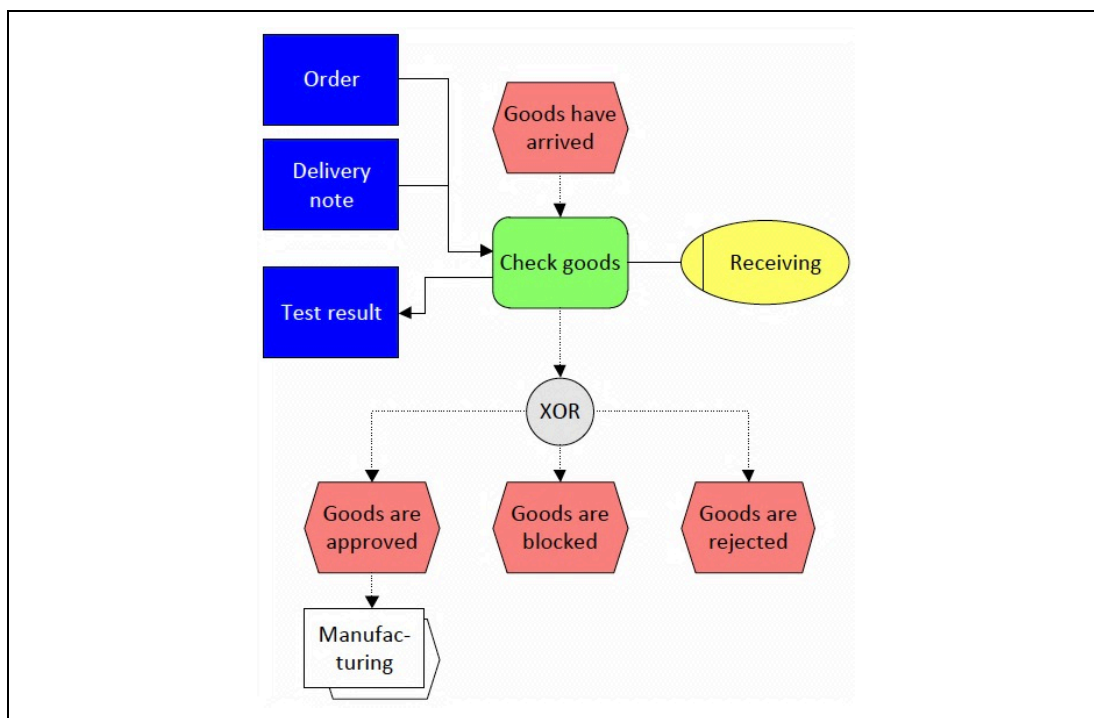 Order
Goods have
arrived
Delivery
note
Check goods
Receiving
Test result
XOR
Goods are
approved
Goods are
blocked
Goods are
rejected
Manufac-
turing